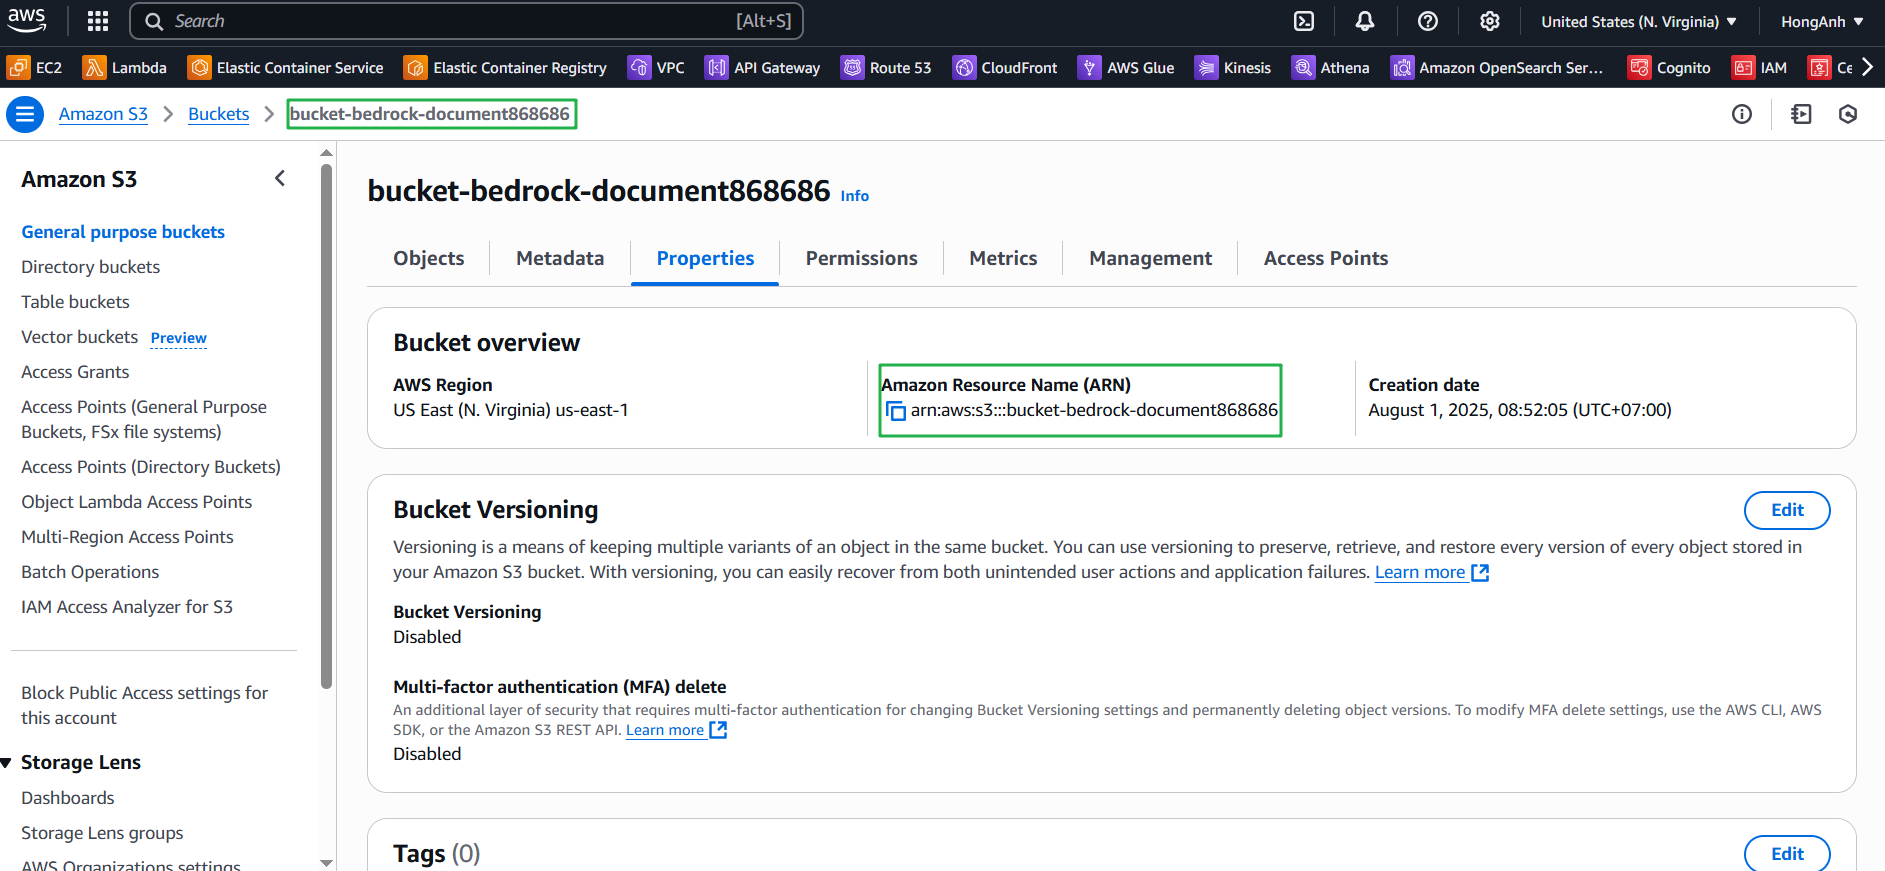 aws
Search [Alt+S]
United States (N. Virginia)
HongAnh
EC2
Lambda
Elastic Container Service
Elastic Container Registry
VPC
API Gateway
Route 53
CloudFront
AWS Glue
Kinesis
Athena
Amazon OpenSearch Ser...
Cognito
IAM
Ce
Amazon S3
Buckets
bucket-bedrock-document868686
Amazon S3
General purpose buckets
Directory buckets
Table buckets
Vector buckets Preview
Access Grants
Access Points (General Purpose
Buckets, FSx file systems)
Access Points (Directory Buckets)
Object Lambda Access Points
Multi-Region Access Points
Batch Operations
IAM Access Analyzer for S3
Block Public Access settings for
this account
Storage Lens
Dashboards
Storage Lens groups
AWS Organizations settings
bucket-bedrock-document868686 Info
Objects
Metadata
Properties
Permissions
Metrics
Management
Access Points
Bucket overview
AWS Region
US East (N. Virginia) us-east-1
Amazon Resource Name (ARN)
arn:aws:s3:::bucket-bedrock-document868686
Creation date
August 1, 2025, 08:52:05 (UTC+07:00)
Bucket Versioning
Edit
Versioning is a means of keeping multiple variants of an object in the same bucket. You can use versioning to preserve, retrieve, and restore every version of every object stored in
your Amazon S3 bucket. With versioning, you can easily recover from both unintended user actions and application failures. Learn more
Bucket Versioning
Disabled
Multi-factor authentication (MFA) delete
An additional layer of security that requires multi-factor authentication for changing Bucket Versioning settings and permanently deleting object versions. To modify MFA delete settings, use the AWS CLI, AWS
SDK, or the Amazon S3 REST API. Learn more
Disabled
Tags (0)
Edit